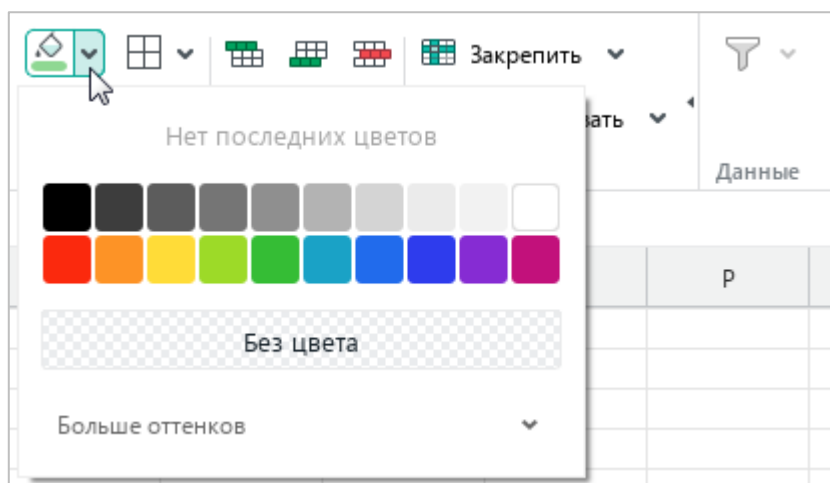 Закрепить
вать
Данные
Нет последних цветов
P
Без цвета
Больше оттенков